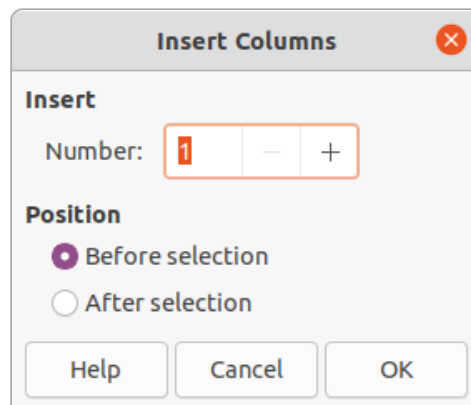 Insert Columns
Insert
Number: 1 − +
Position
Before selection
After selection
Help Cancel OK